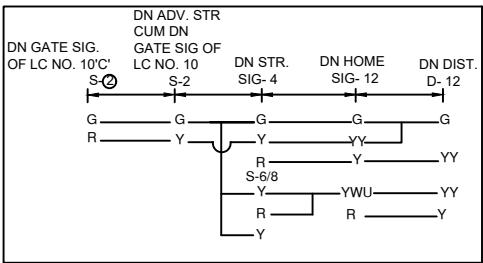 DN ADV. STR
CUM DN
DN GATE SIG. GATE SIG OF
OF LC NO. 10'C' LC NO. 10 DN STR. DN HOME DN DIST.
S-2 S-2 SIG- 4 SIG- 12 D- 12
G G G G G
R Y Y YY
R Y YY
S-6/8
Y YWU YY
R R Y
Y